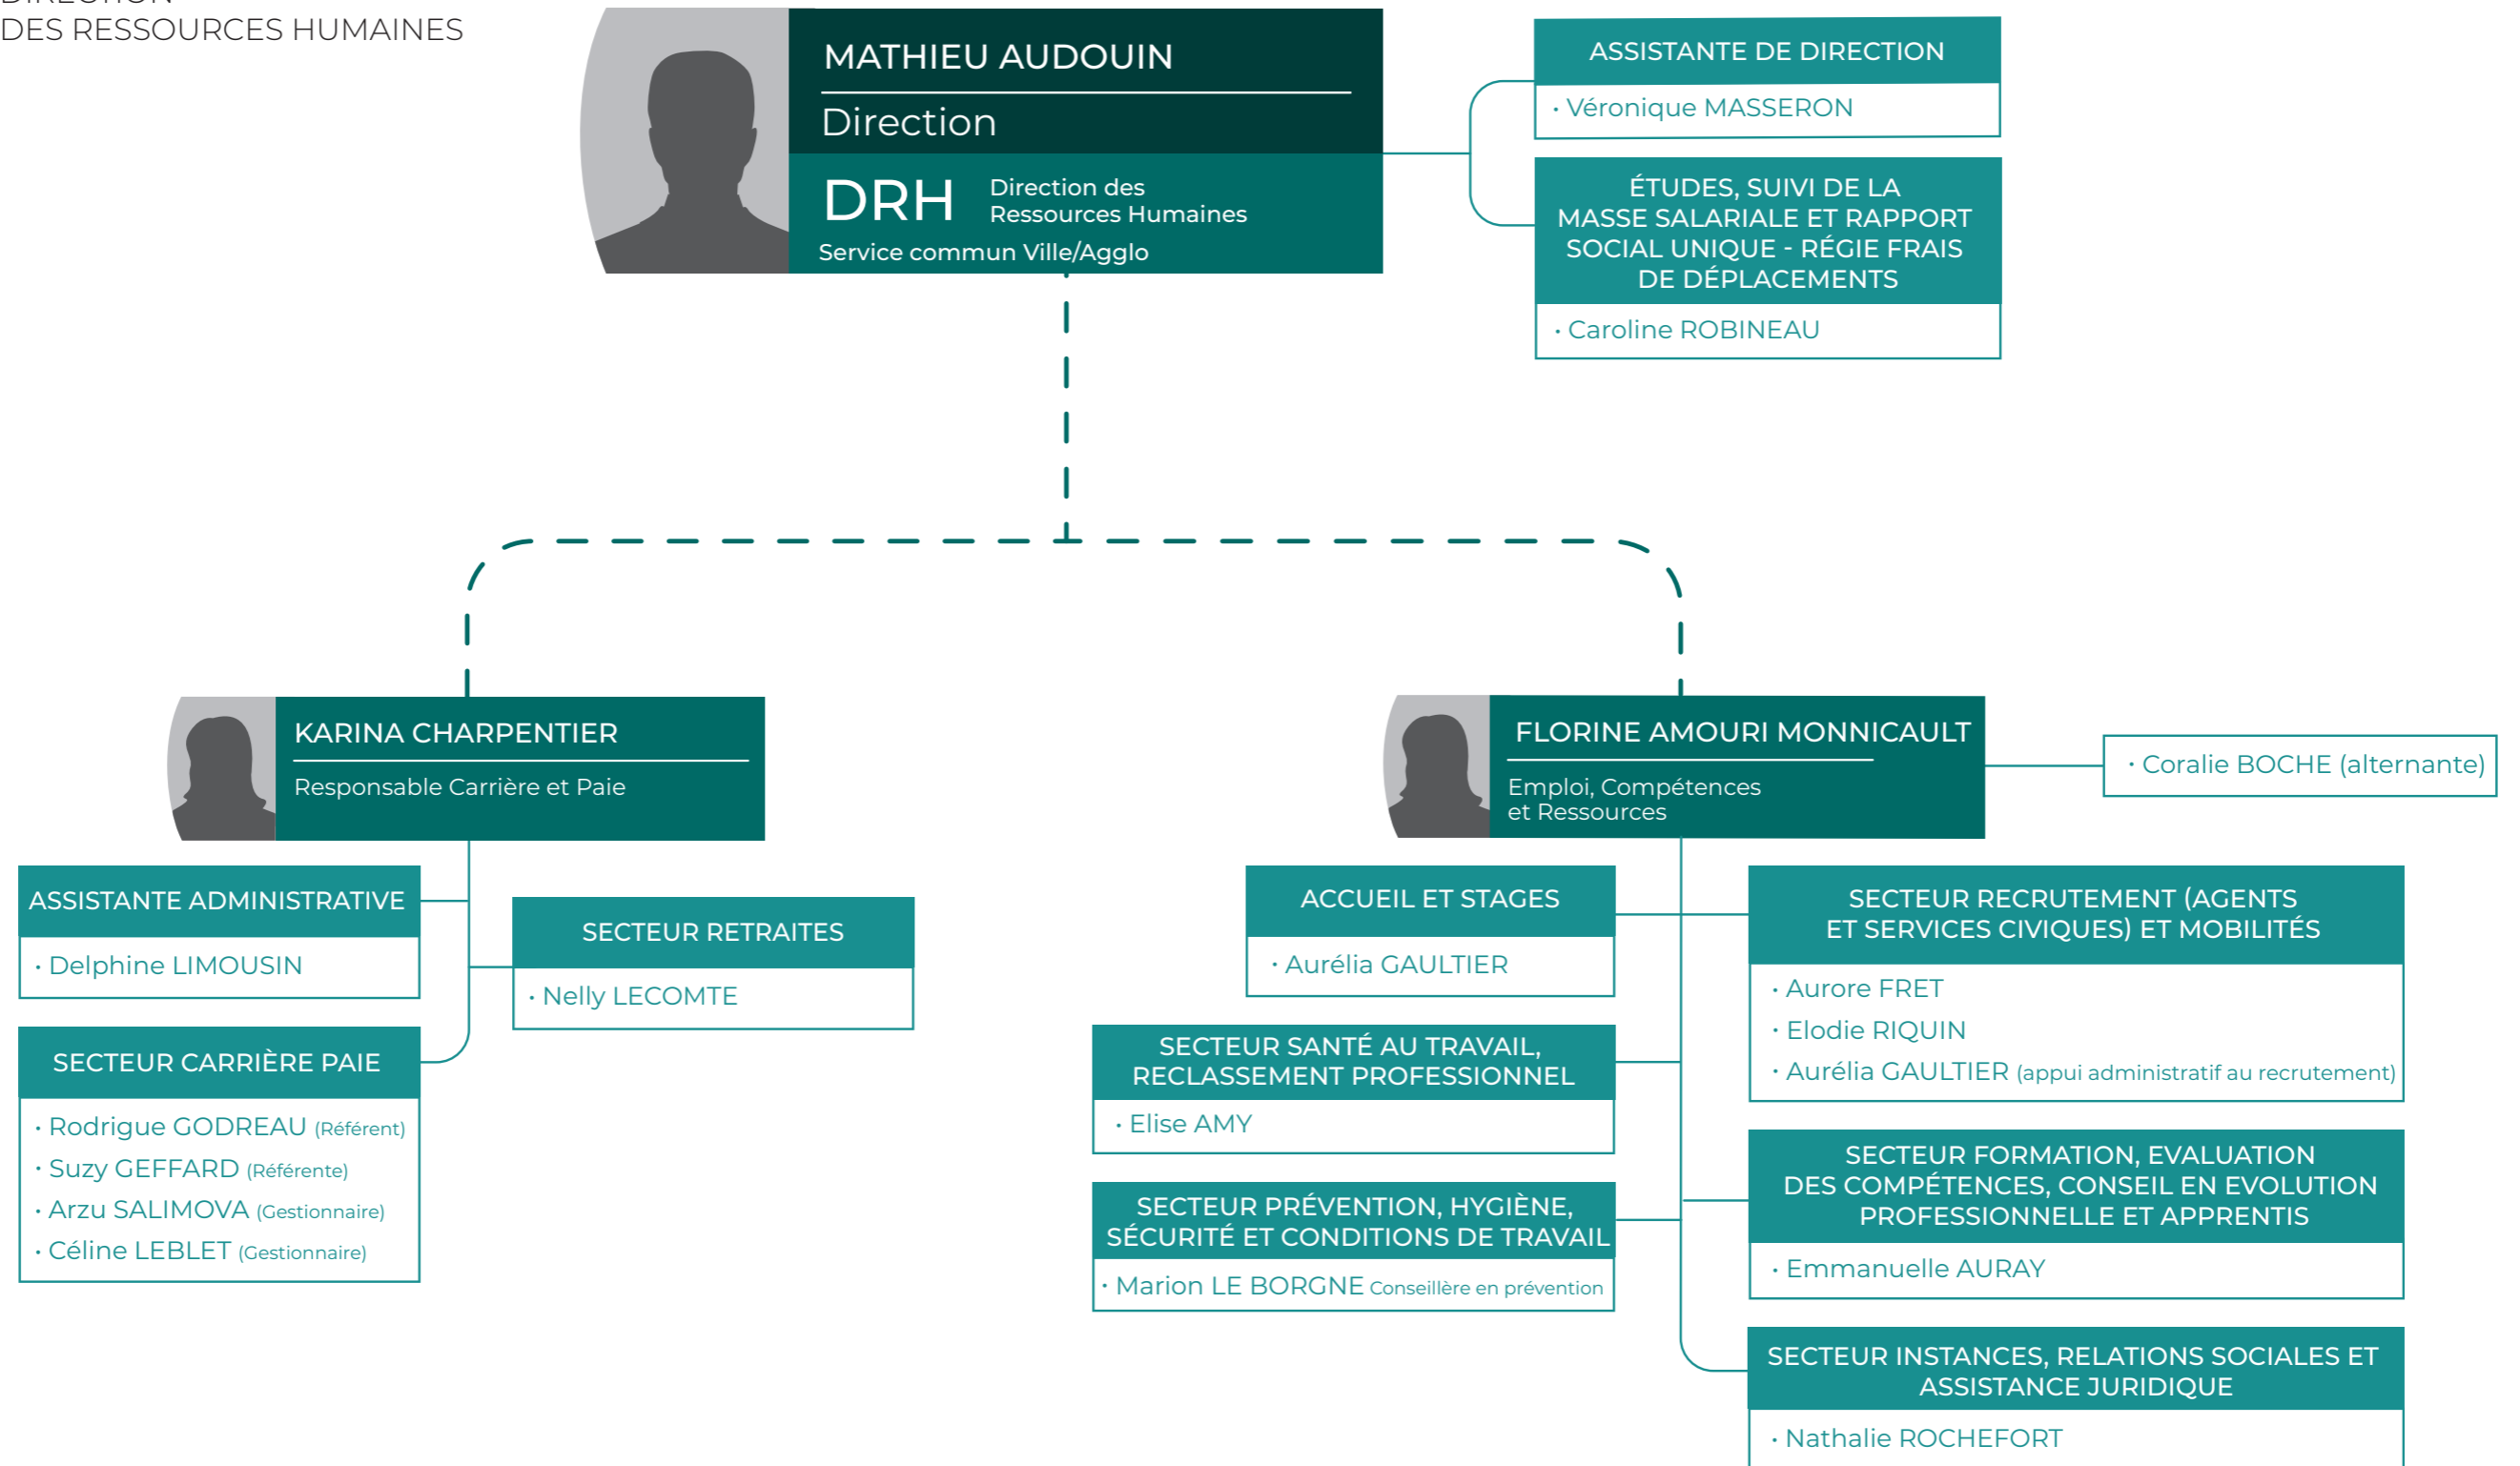 DIRECTION
DES RESSOURCES HUMAINES
MATHIEU AUDOUIN
Direction
DRH
Direction des
Ressources Humaines
Service commun Ville/Agglo
ASSISTANTE DE DIRECTION
• Véronique MASSERON
ÉTUDES, SUIVI DE LA
MASSE SALARIALE ET RAPPORT
SOCIAL UNIQUE - RÉGIE FRAIS
DE DÉPLACEMENTS
• Caroline ROBINEAU
KARINA CHARPENTIER
Responsable Carrière et Paie
ASSISTANTE ADMINISTRATIVE
• Delphine LIMOUSIN
SECTEUR RETRAITES
• Nelly LECOMTE
SECTEUR CARRIÈRE PAIE
• Rodrigue GODREAU (Référent)
• Suzy GEFFARD (Référente)
• Arzu SALIMOVA (Gestionnaire)
• Céline LEBLET (Gestionnaire)
FLORINE AMOURI MONNICAULT
Emploi, Compétences
et Ressources
• Coralie BOCHE (alternante)
ACCUEIL ET STAGES
• Aurélia GAULTIER
SECTEUR SANTÉ AU TRAVAIL,
RECLASSEMENT PROFESSIONNEL
• Elise AMY
SECTEUR PRÉVENTION, HYGIÈNE,
SÉCURITÉ ET CONDITIONS DE TRAVAIL
• Marion LE BORGNE Conseillère en prévention
SECTEUR RECRUTEMENT (AGENTS
ET SERVICES CIVIQUES) ET MOBILITÉS
• Aurore FRET
• Elodie RIQUIN
• Aurélia GAULTIER (appui administratif au recrutement)
SECTEUR FORMATION, EVALUATION
DES COMPÉTENCES, CONSEIL EN EVOLUTION
PROFESSIONNELLE ET APPRENTIS
• Emmanuelle AURAY
SECTEUR INSTANCES, RELATIONS SOCIALES ET
ASSISTANCE JURIDIQUE
• Nathalie ROCHEFORT